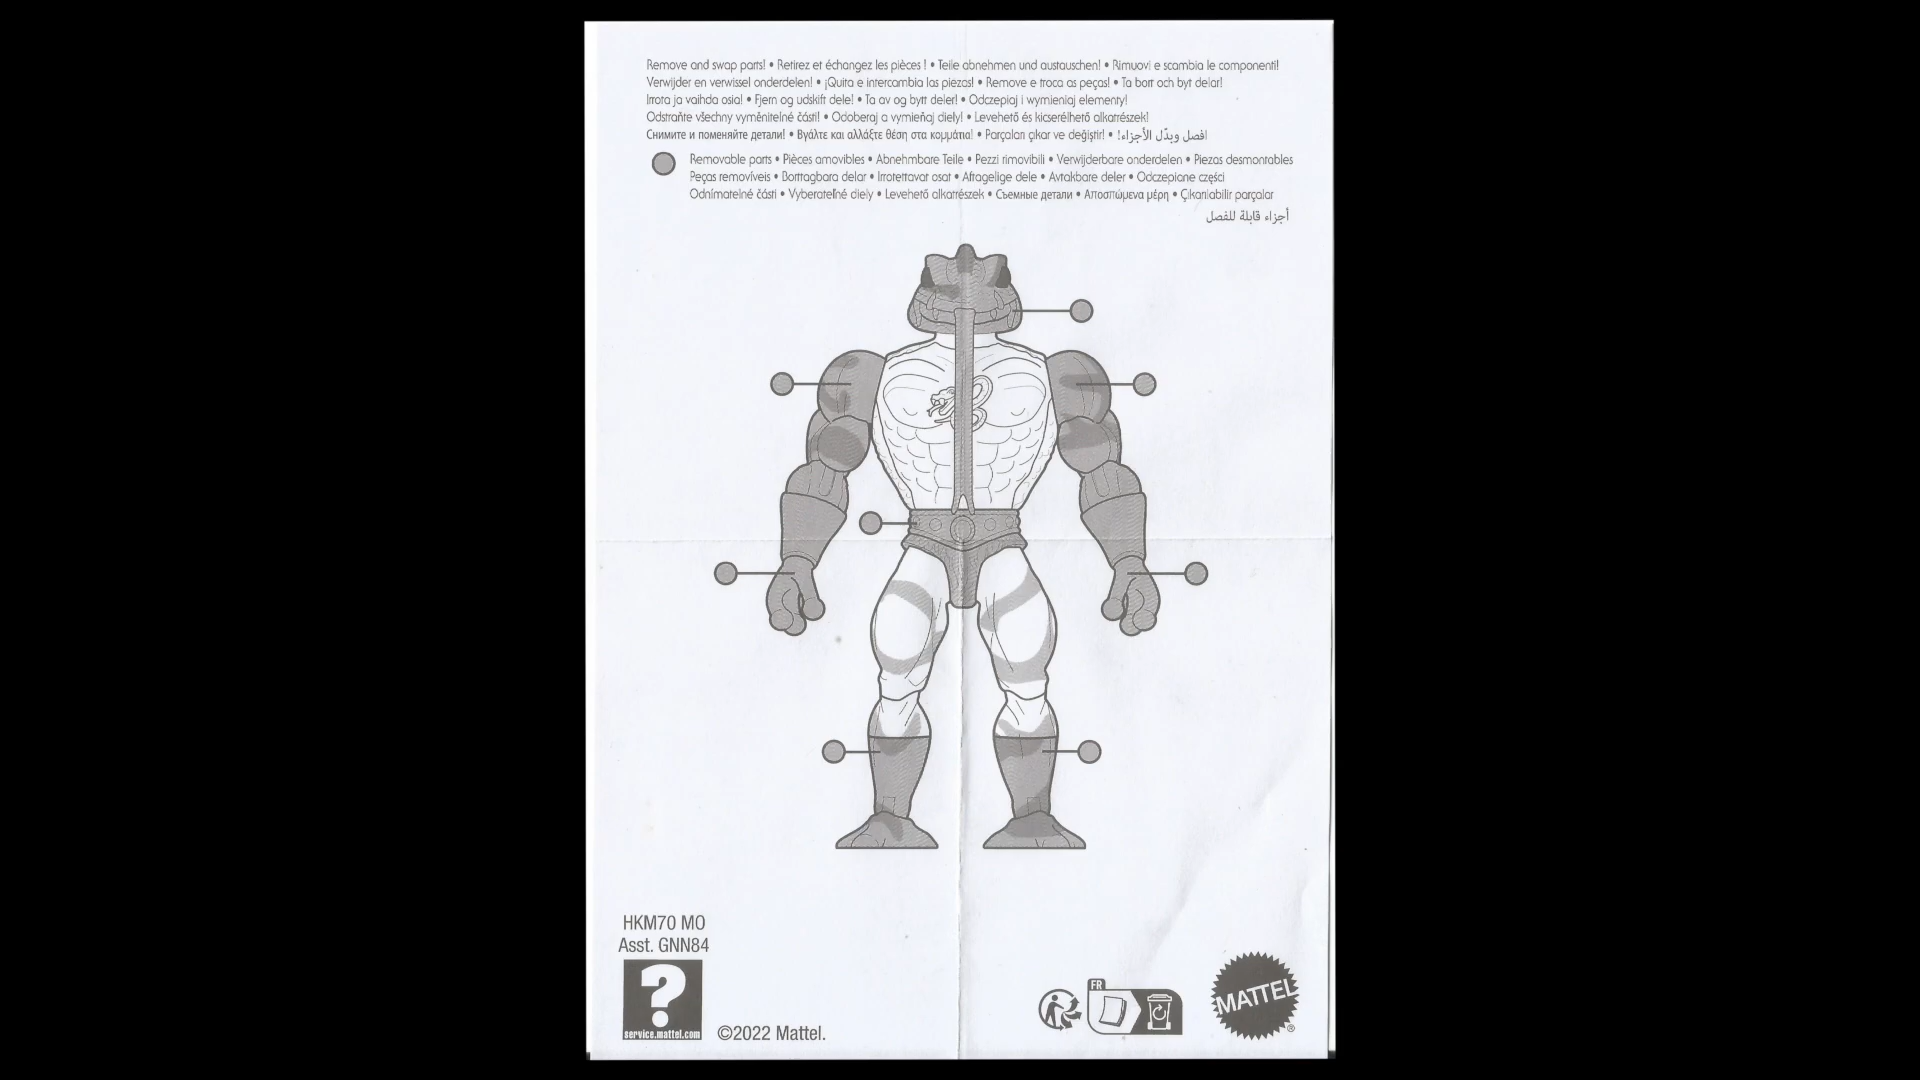 Remove and swap parts! • Retirez et échangez les pièces ! • Teile abnehmen und austauschen! • Rimuovi e scambia le componenti!
Verwijder en verwissel onderdelen! • ¡Quita e intercambia las piezas! • Remove e troca as peças! • Ta bort och byt delar!
Irrota ja vaihda osia! • Fjern og udskift dele! • Ta av og bytt deler! • Odczepiaj i wymieniaj elementy!
Odstraňte všechny vyměnitelné části! • Odoberaj a vymieňaj diely! • Levehető és kicserélhető alkatrészek!
Снимите и поменяйте детали! • Βγάλτε και αλλάξτε θέση στα κομμάτια! • Parçaları çıkar ve değiştir! • افصل وبدّل الأجزاء!
Removable parts • Pièces amovibles • Abnehmbare Teile • Pezzi rimovibili • Verwijderbare onderdelen • Piezas desmontables
Peças removíveis • Borttagbara delar • Irrotettavat osat • Aftagelige dele • Avtakbare deler • Odczepiane części
Odnímatelné části • Vyberateľné diely • Levehető alkatrészek • Съемные детали • Αποσπώμενα μέρη • Çıkarılabilir parçalar
أجزاء قابلة للفصل
HKM70 MO
Asst. GNN84
?
service.mattel.com
©2022 Mattel.
FR
MATTEL
®